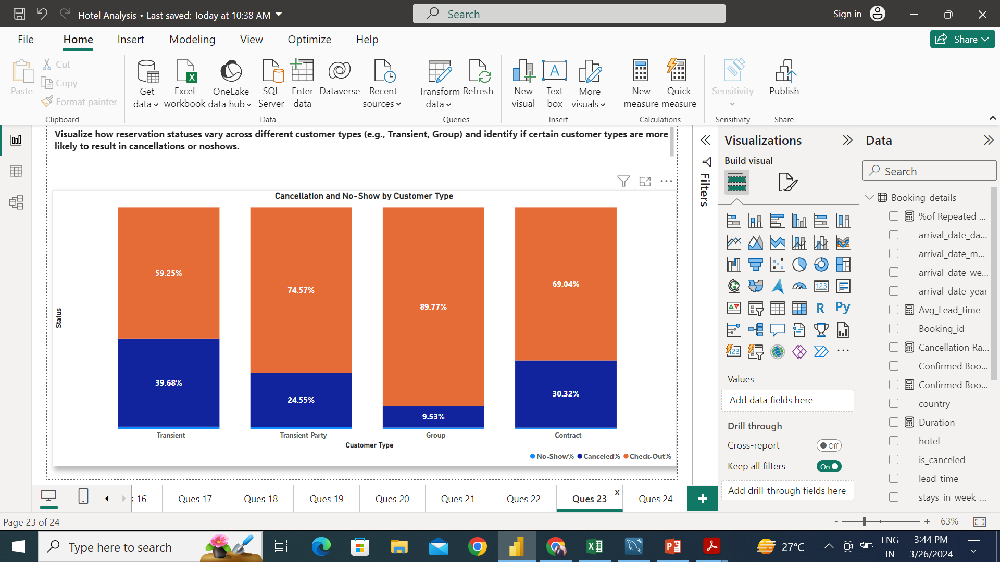 Hotel Analysis • Last saved: Today at 10:38 AM
Search
Sign in
File
Home
Insert
Modeling
View
Optimize
Help
Share
Paste
Cut
Copy
Format painter
Clipboard
Get data
Excel workbook
OneLake data hub
SQL Server
Enter data
Dataverse
Recent sources
Data
Transform data
Refresh
Queries
New visual
Text box
More visuals
Insert
New measure
Quick measure
Calculations
Sensitivity
Sensitivity
Publish
Share
Visualize how reservation statuses vary across different customer types (e.g., Transient, Group) and identify if certain customer types are more
likely to result in cancellations or noshows.
Cancellation and No-Show by Customer Type
Status
59.25%
74.57%
89.77%
69.04%
39.68%
24.55%
9.53%
30.32%
Transient
Transient-Party
Group
Contract
Customer Type
No-Show% Canceled% Check-Out%
Filters
Visualizations
Build visual
123
R
Py
123
Values
Add data fields here
Drill through
Cross-report
Off
Keep all filters
On
Add drill-through fields here
Data
Search
Booking_details
%of Repeated ...
arrival_date_da...
arrival_date_m...
arrival_date_we...
arrival_date_year
Avg_Lead_time
Booking_id
Cancellation Ra...
Confirmed Boo...
Confirmed Boo...
country
Duration
hotel
is_canceled
lead_time
stays_in_week_...
s 16
Ques 17
Ques 18
Ques 19
Ques 20
Ques 21
Ques 22
Ques 23
x
Ques 24
+
Page 23 of 24
- + 63%
Type here to search
27°C
ENG
IN
3:44 PM
3/26/2024